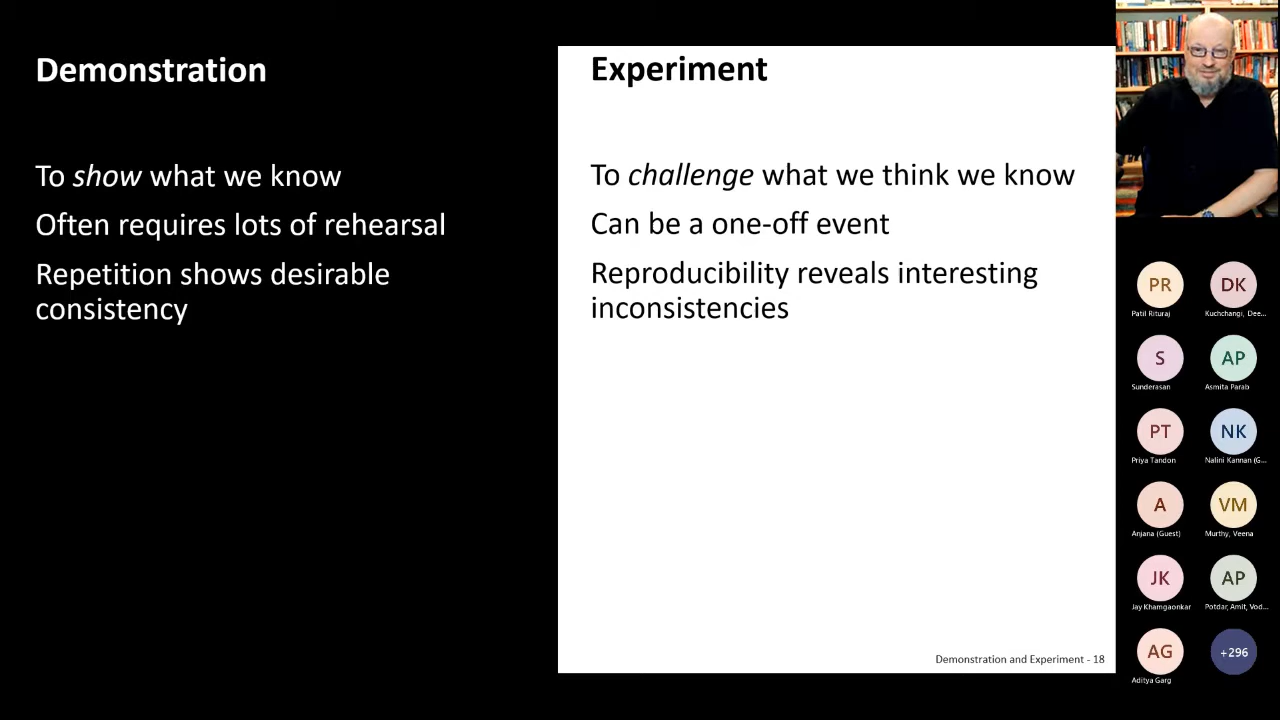 Demonstration
To show what we know
Often requires lots of rehearsal
Repetition shows desirable
consistency
Experiment
To challenge what we think we know
Can be a one-off event
Reproducibility reveals interesting
inconsistencies
Demonstration and Experiment - 18
PR
Patil Rituraj
DK
Kuchchangi, Dee...
S
Sunderasan
AP
Asmita Parab
PT
Priya Tandon
NK
Nalini Kannan (G...
A
Anjana (Guest)
VM
Murthy, Veena
JK
Jay Khamgaonkar
AP
Potdar, Amit, Vod...
AG
Aditya Garg
+296